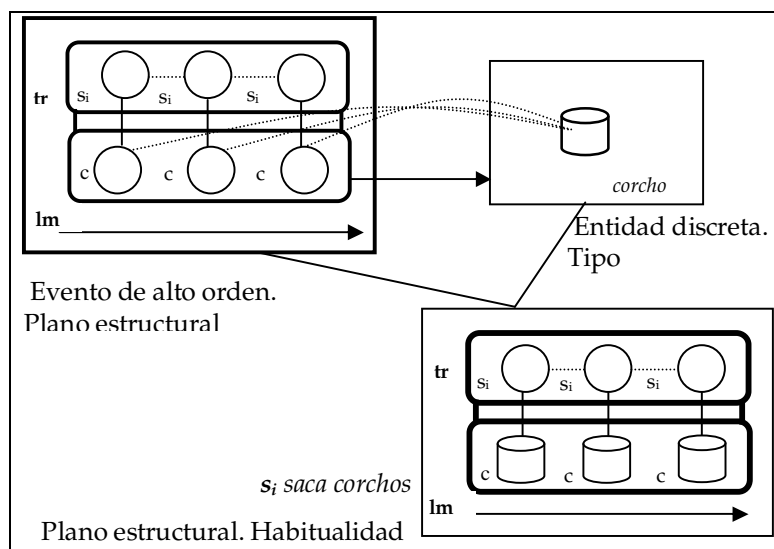 tr
si si si
c c c
lm
corcho
Entidad discreta.
Tipo
Evento de alto orden.
Plano estructural
tr
si si si
c c c
si saca corchos
lm
Plano estructural. Habitualidad